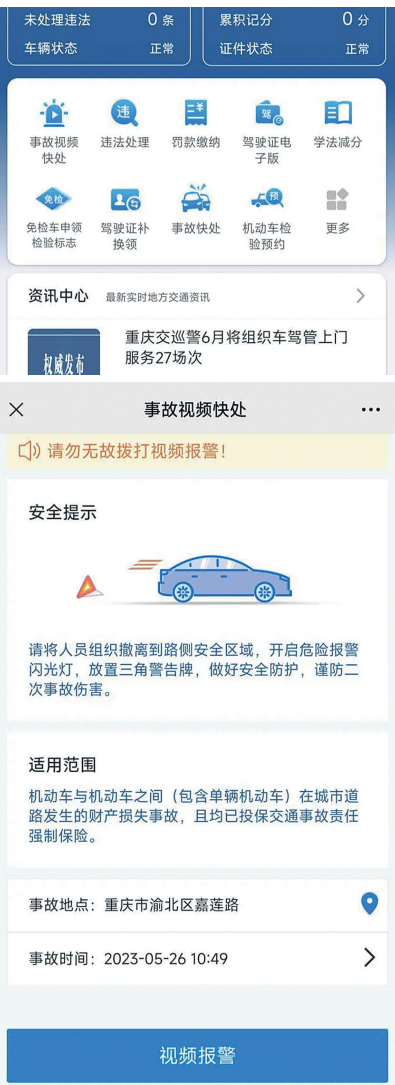 未处理违法 0 条 累积记分 0 分
车辆状态 正常 证件状态 正常
违 驾
事故视频 违法处理 罚款缴纳 驾驶证电 学法减分
快处 子版
免检 预
免检车申领 驾驶证补 事故快处 机动车检 更多
检验标志 换领 验预约
资讯中心 最新实时地方交通资讯
重庆交巡警6月将组织车驾管上门
服务27场次
权威发布
事故视频快处
请勿无故拨打视频报警！
安全提示
请将人员组织撤离到路侧安全区域，开启危险报警
闪光灯，放置三角警告牌，做好安全防护，谨防二
次事故伤害。
适用范围
机动车与机动车之间（包含单辆机动车）在城市道
路发生的财产损失事故，且均已投保交通事故责任
强制保险。
事故地点：重庆市渝北区嘉莲路
事故时间：2023-05-26 10:49
视频报警